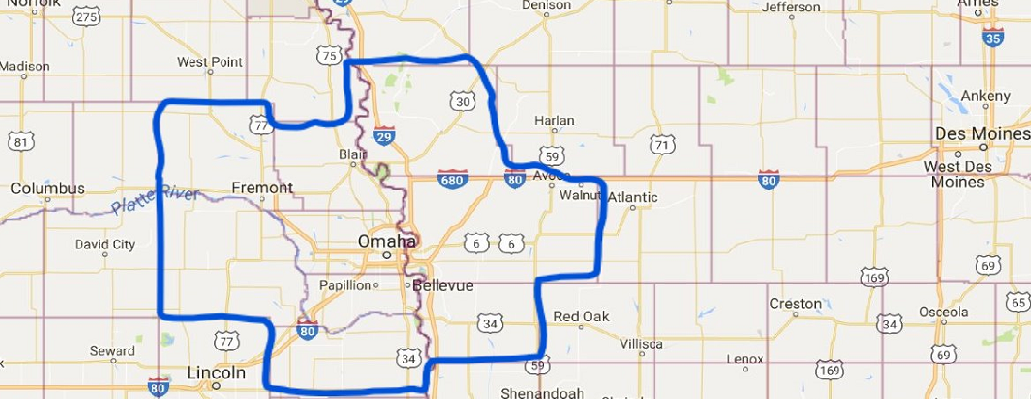 Norfolk
275
29
Denison
Jefferson
Ames
35
75
West Point
Madison
30
Ankeny
77
Harlan
81
29
71
Des Moines
Blair
59
West Des
Moines
680
80
Avoca
80
Columbus
Platte River
Fremont
Walnut
Atlantic
David City
Omaha
6
6
69
Papillion
Bellevue
169
Creston
65
Red Oak
34
34
Osceola
80
77
Villisca
Seward
34
Lenox
69
59
169
Lincoln
80
Shenandoah